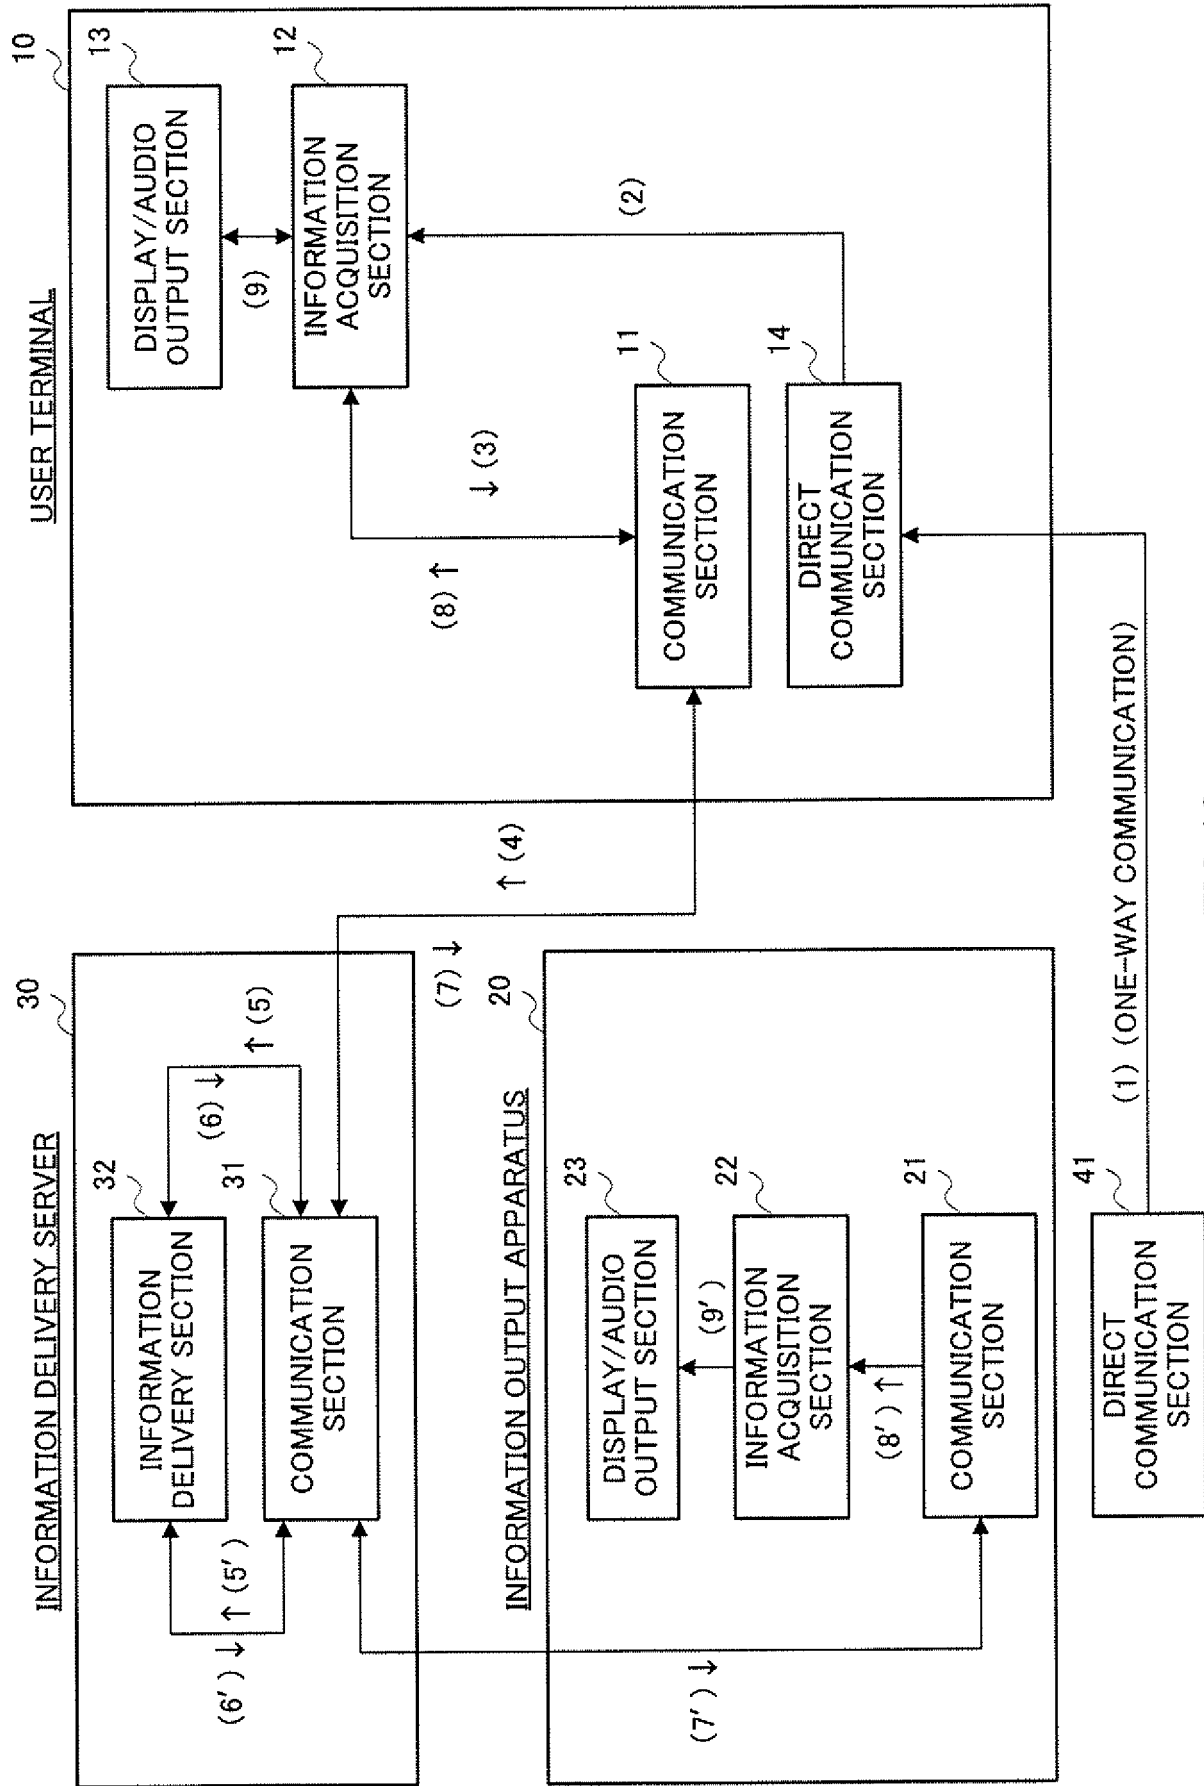 INFORMATION DELIVERY SERVER
30
USER TERMINAL
10
INFORMATION
DELIVERY SECTION
32
(6') ↓ ↑ (5')
(6) ↓
↑ (5)
COMMUNICATION
SECTION
31
DISPLAY/AUDIO
OUTPUT SECTION
13
(9)
INFORMATION
ACQUISITION
SECTION
12
(7) ↓
↑ (4)
(8) ↑
↓ (3)
(2)
INFORMATION OUTPUT APPARATUS
20
(7') ↓
DISPLAY/AUDIO
OUTPUT SECTION
23
(9')
INFORMATION
ACQUISITION
SECTION
22
(8') ↑
COMMUNICATION
SECTION
21
COMMUNICATION
SECTION
11
DIRECT
COMMUNICATION
SECTION
14
DIRECT
COMMUNICATION
SECTION
41
(1) (ONE-WAY COMMUNICATION)